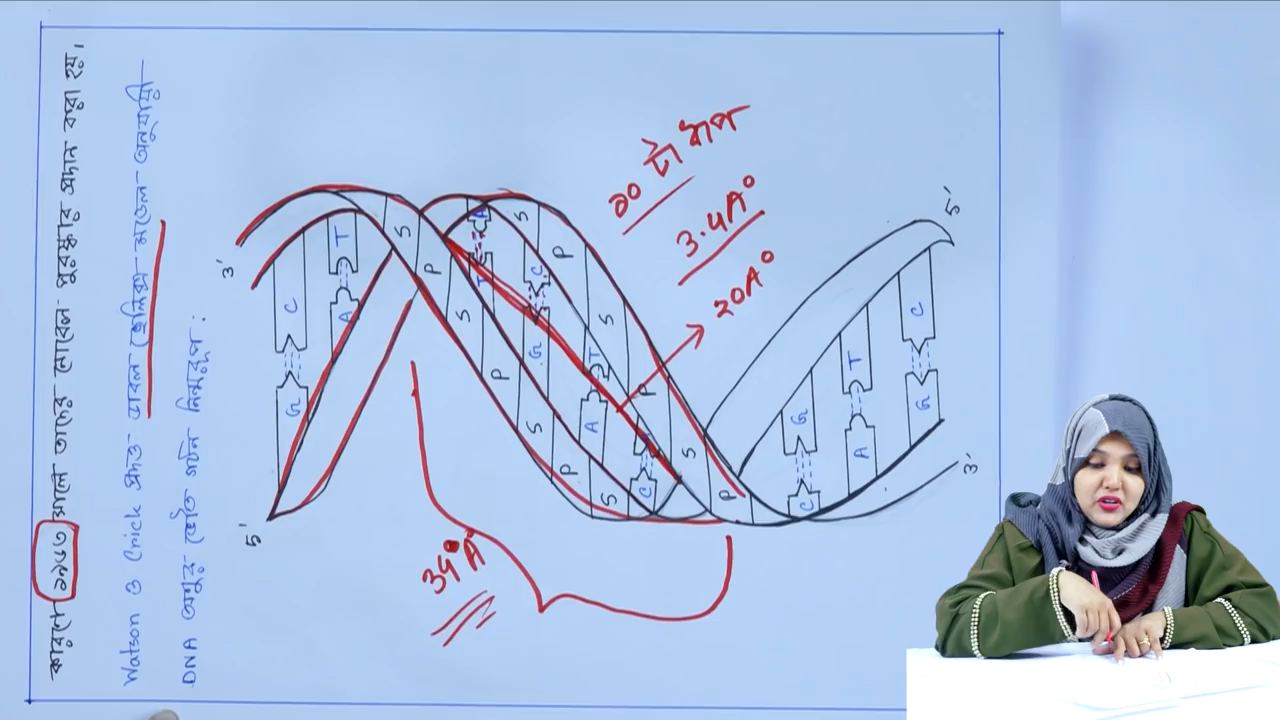 কারণে ১৯৬৩ সালে তাদের নোবেল পুরস্কার প্রদান করা হয়।
Watson ও Crick প্রদত্ত ডাবল হেলিক্স মডেল অনুযায়ী-
DNA অণুর ভৌত গঠন নিম্নরূপ :
3'
5'
C
G
T
A
S
P
S
P
S
P
S
A
T
C
G
T
A
C
S
P
S
P
S
P
G
C
T
A
C
G
5'
3'
১০ টা ধাপ
3.4A°
20A°
34A°